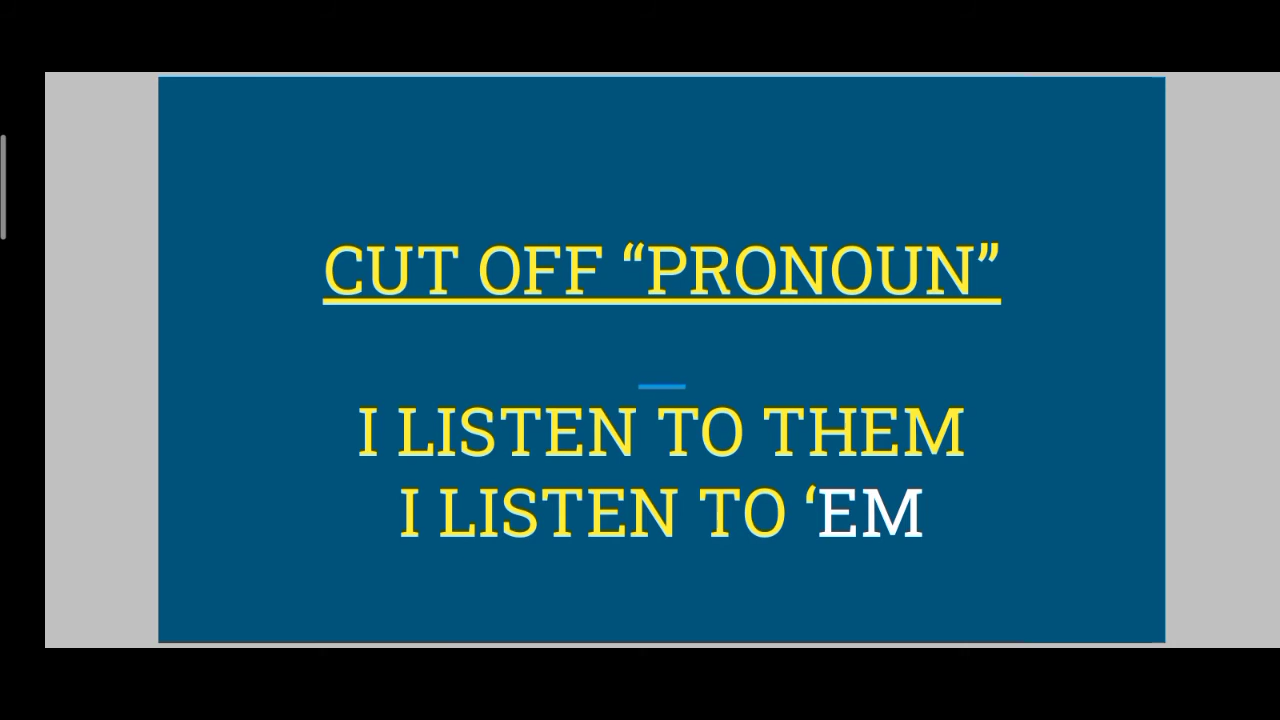 CUT OFF “PRONOUN”
I LISTEN TO THEM
I LISTEN TO ‘EM